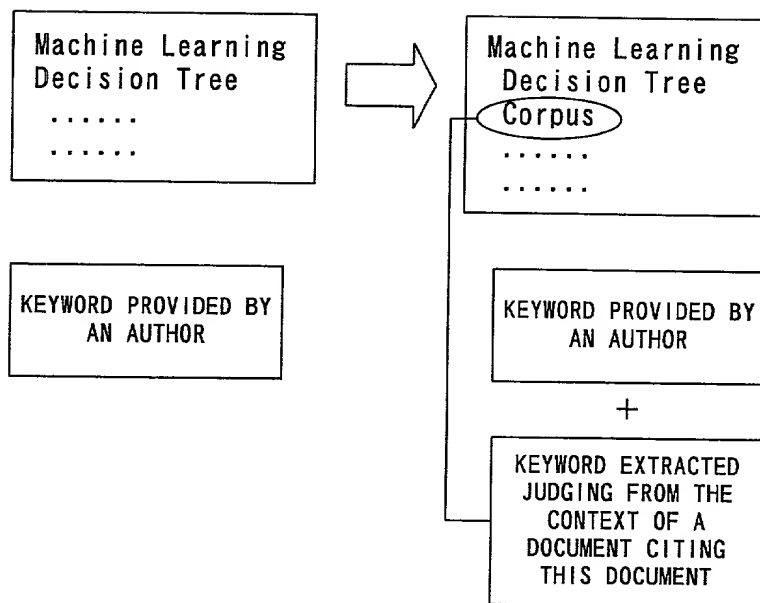 Machine Learning
Decision Tree
......
......
KEYWORD PROVIDED BY
AN AUTHOR
Machine Learning
Decision Tree
Corpus
......
......
KEYWORD PROVIDED BY
AN AUTHOR
+
KEYWORD EXTRACTED
JUDGING FROM THE
CONTEXT OF A
DOCUMENT CITING
THIS DOCUMENT